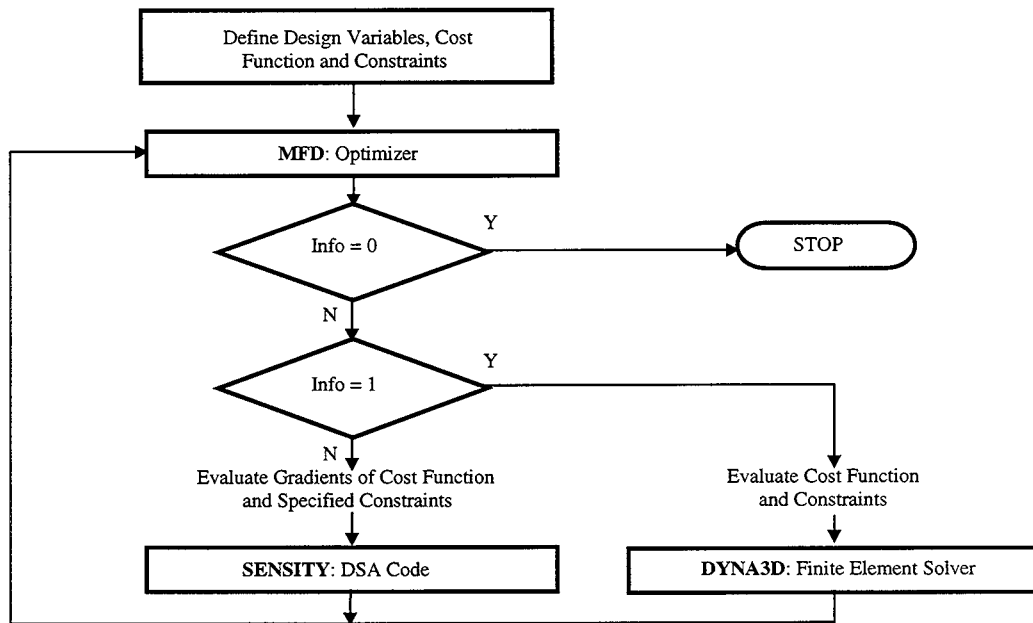 Define Design Variables, Cost
Function and Constraints
MFD: Optimizer
Info = 0
Y
STOP
N
Info = 1
Y
N
Evaluate Gradients of Cost Function
and Specified Constraints
Evaluate Cost Function
and Constraints
SENSITY: DSA Code
DYNA3D: Finite Element Solver